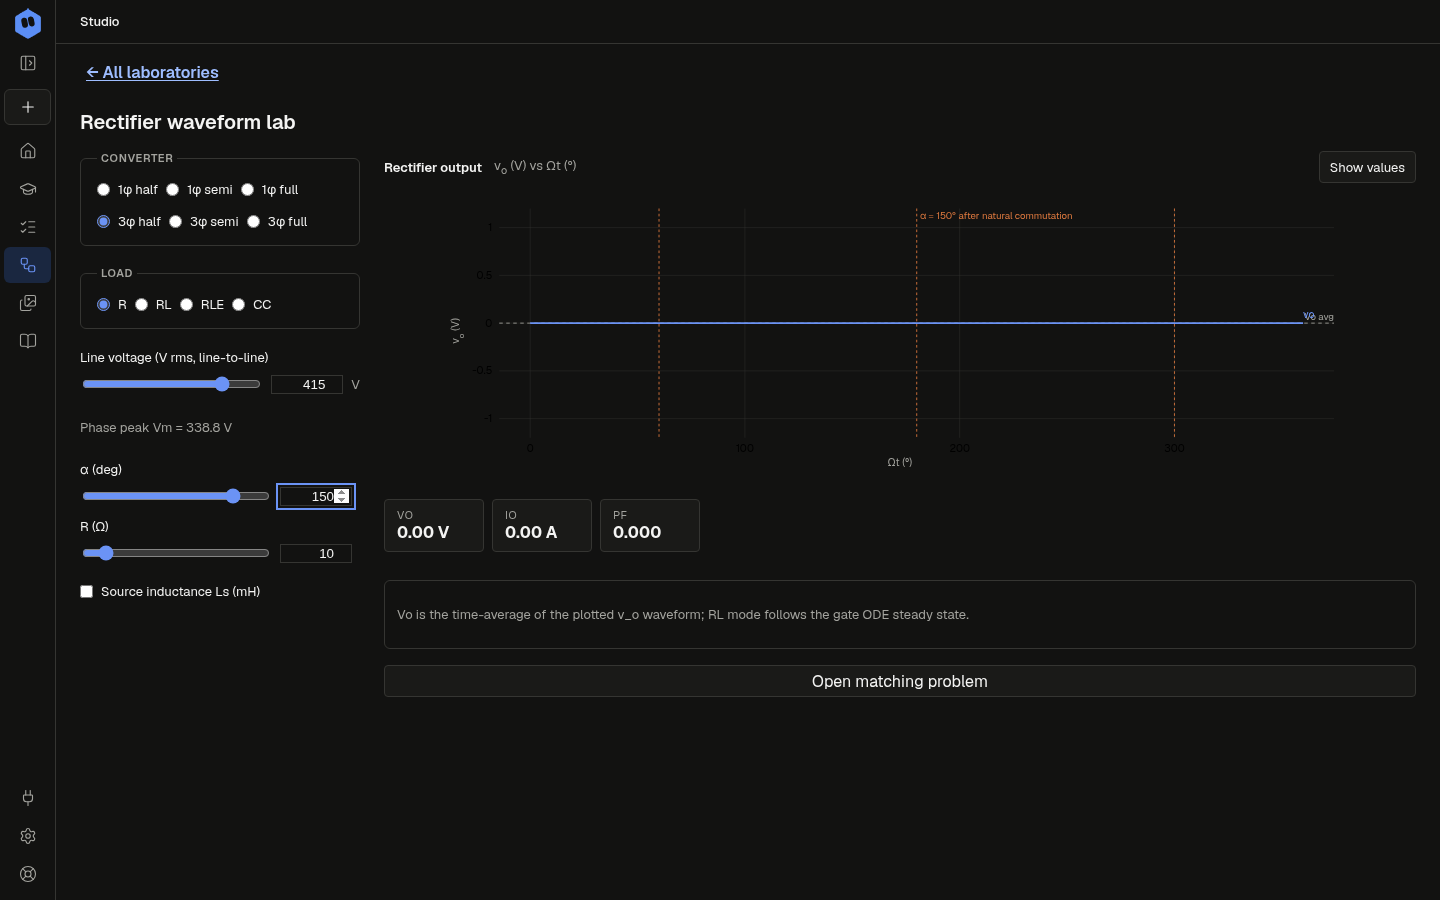 Studio
← All laboratories
Rectifier waveform lab
CONVERTER
1φ half 1φ semi 1φ full
3φ half 3φ semi 3φ full
LOAD
R RL RLE CC
Line voltage (V rms, line-to-line)
415 V
Phase peak Vm = 338.8 V
α (deg)
150
R (Ω)
10
Source inductance Ls (mH)
Rectifier output vo (V) vs Ωt (°)
Show values
α = 150° after natural commutation
1
0.5
0
-0.5
-1
vo (V)
Vo avg
0 100 200 300
Ωt (°)
VO
0.00 V
IO
0.00 A
PF
0.000
Vo is the time-average of the plotted v_o waveform; RL mode follows the gate ODE steady state.
Open matching problem